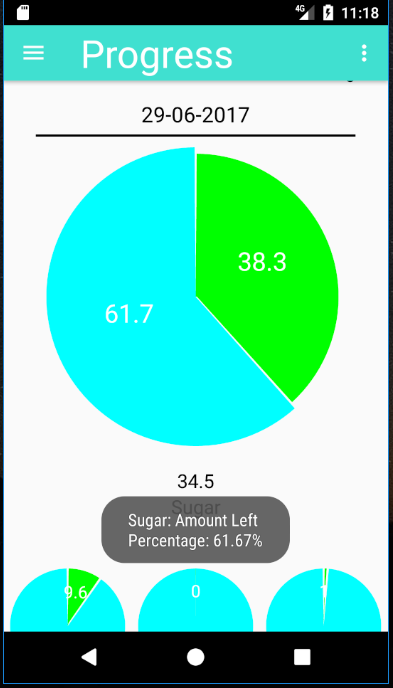 4G 11:18
Progress
29-06-2017
38.3
61.7
34.5
Sugar
Sugar: Amount Left
Percentage: 61.67%
9.6 0